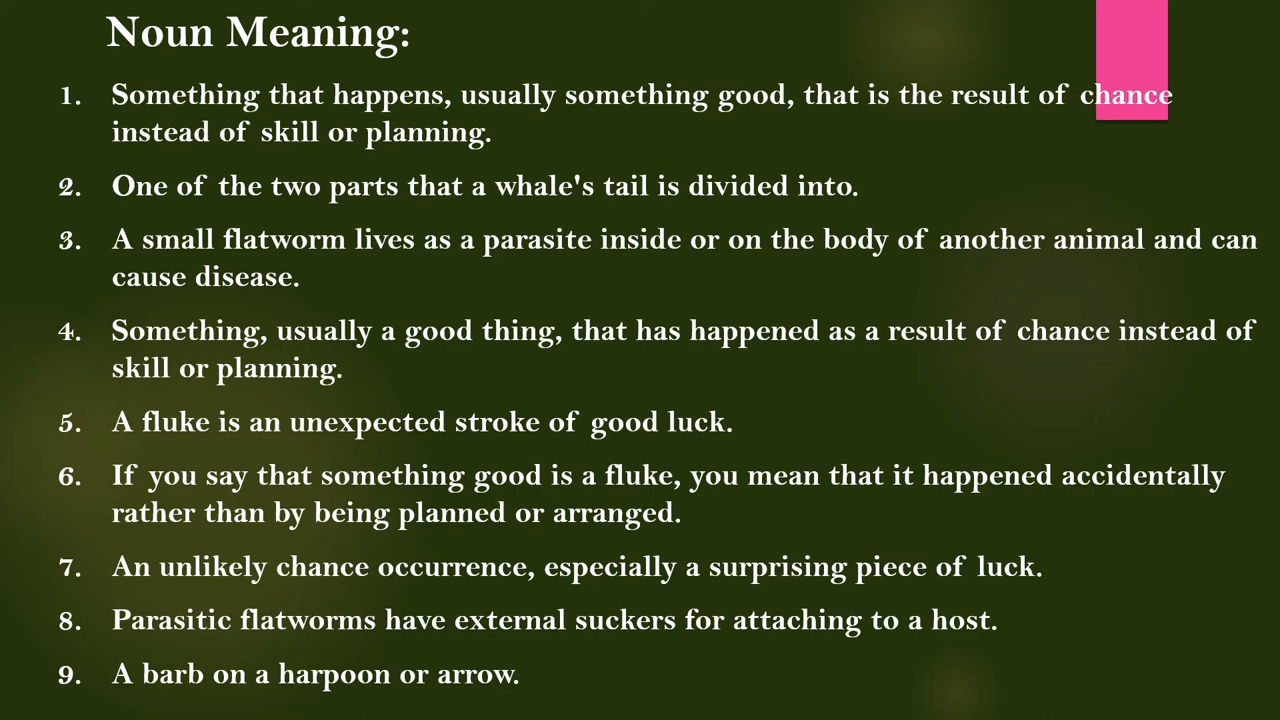 Noun Meaning:
1. Something that happens, usually something good, that is the result of chance
instead of skill or planning.
2. One of the two parts that a whale's tail is divided into.
3. A small flatworm lives as a parasite inside or on the body of another animal and can
cause disease.
4. Something, usually a good thing, that has happened as a result of chance instead of
skill or planning.
5. A fluke is an unexpected stroke of good luck.
6. If you say that something good is a fluke, you mean that it happened accidentally
rather than by being planned or arranged.
7. An unlikely chance occurrence, especially a surprising piece of luck.
8. Parasitic flatworms have external suckers for attaching to a host.
9. A barb on a harpoon or arrow.